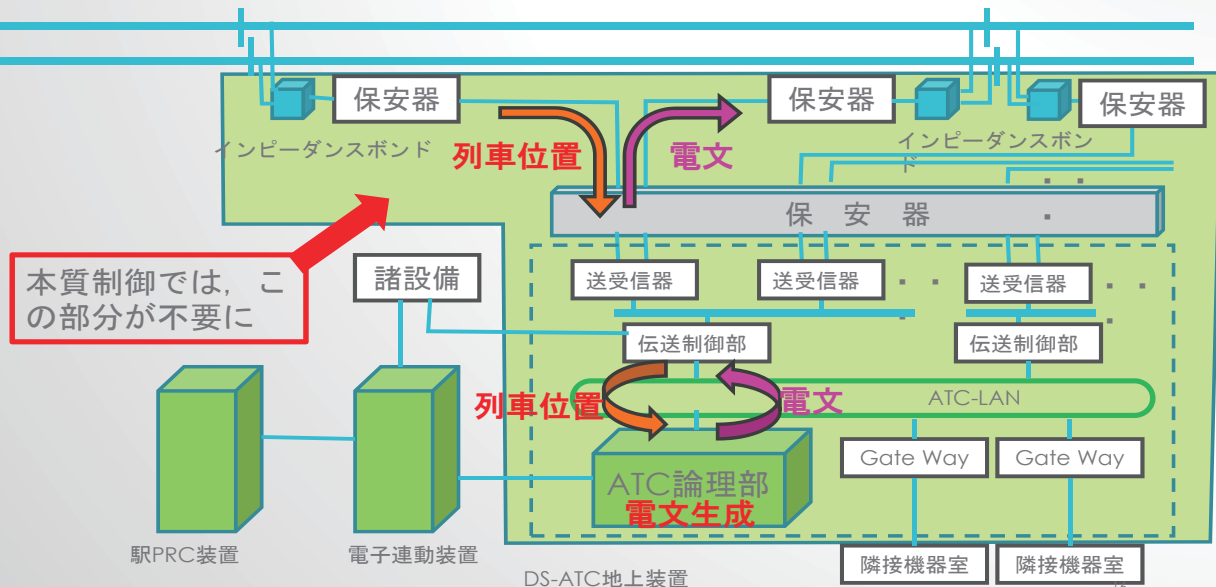 保安器
保安器
保安器
インピーダンスボンド
列車位置
電文
インピーダンスボン
ド
保 安 器
本質制御では，こ
の部分が不要に
諸設備
送受信器
送受信器
送受信器
伝送制御部
伝送制御部
列車位置
電文
ATC-LAN
Gate Way
Gate Way
ATC論理部
電文生成
駅PRC装置
電子連動装置
DS-ATC地上装置
隣接機器室
隣接機器室